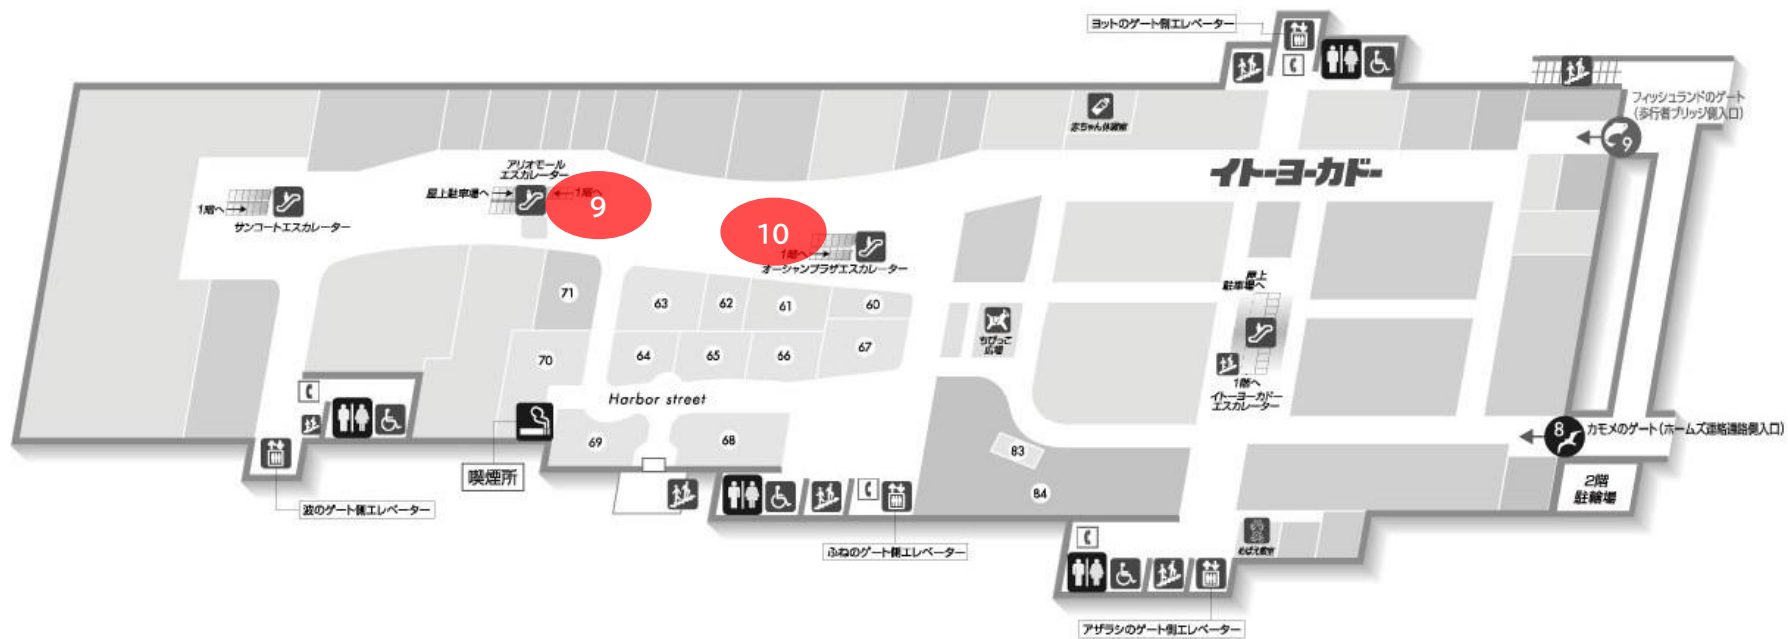 ヨットのゲート側エレベーター
フィッシュランドのゲート
(歩行者ブリッジ側入口)
9
赤ちゃん休憩室
イトーヨーカドー
アリオモール
エスカレーター
屋上駐車場へ
1階へ
9
1階へ
サンコートエスカレーター
10
1階へ
オーシャンプラザエスカレーター
屋上
駐車場へ
71
63
62
61
60
ちびっこ
広場
70
64
65
66
67
1階へ
イトーヨーカドー
エスカレーター
Harbor street
69
68
83
84
8
カモメのゲート(ホームズ連絡通路側入口)
喫煙所
2階
駐輪場
波のゲート側エレベーター
ふねのゲート側エレベーター
めばえ教室
アザラシのゲート側エレベーター